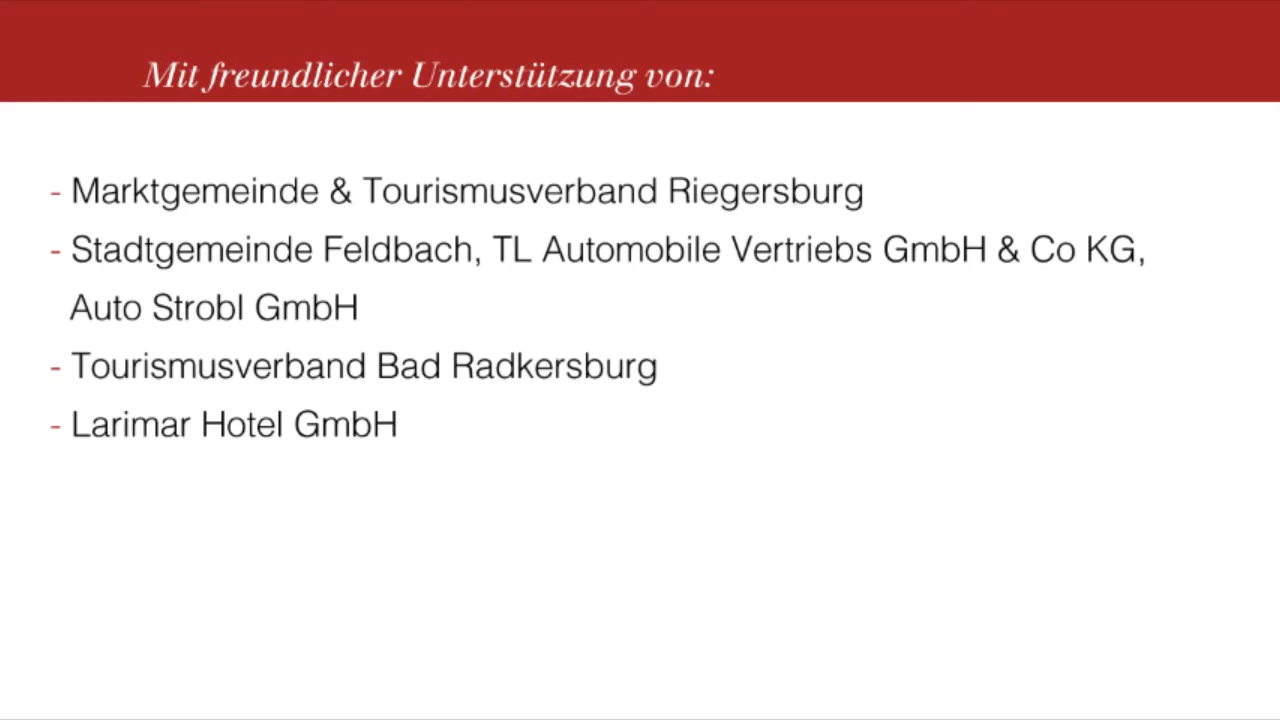 Mit freundlicher Unterstützung von:
- Marktgemeinde & Tourismusverband Riegersburg
- Stadtgemeinde Feldbach, TL Automobile Vertriebs GmbH & Co KG,
Auto Strobl GmbH
- Tourismusverband Bad Radkersburg
- Larimar Hotel GmbH